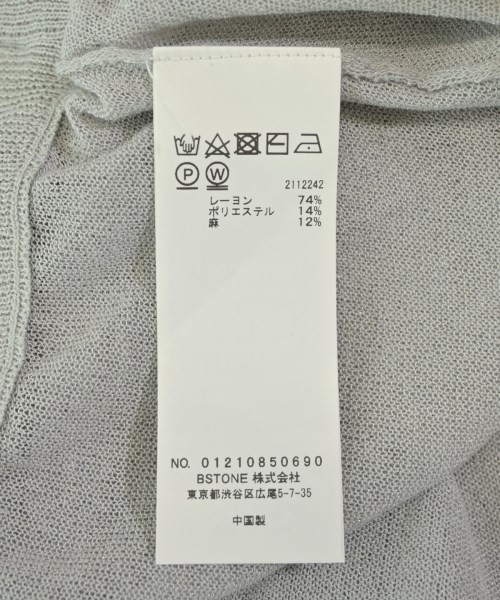 P W
2112242
レーヨン 74%
ポリエステル 14%
麻 12%
NO. 01210850690
BSTONE 株式会社
東京都渋谷区広尾5-7-35
中国製